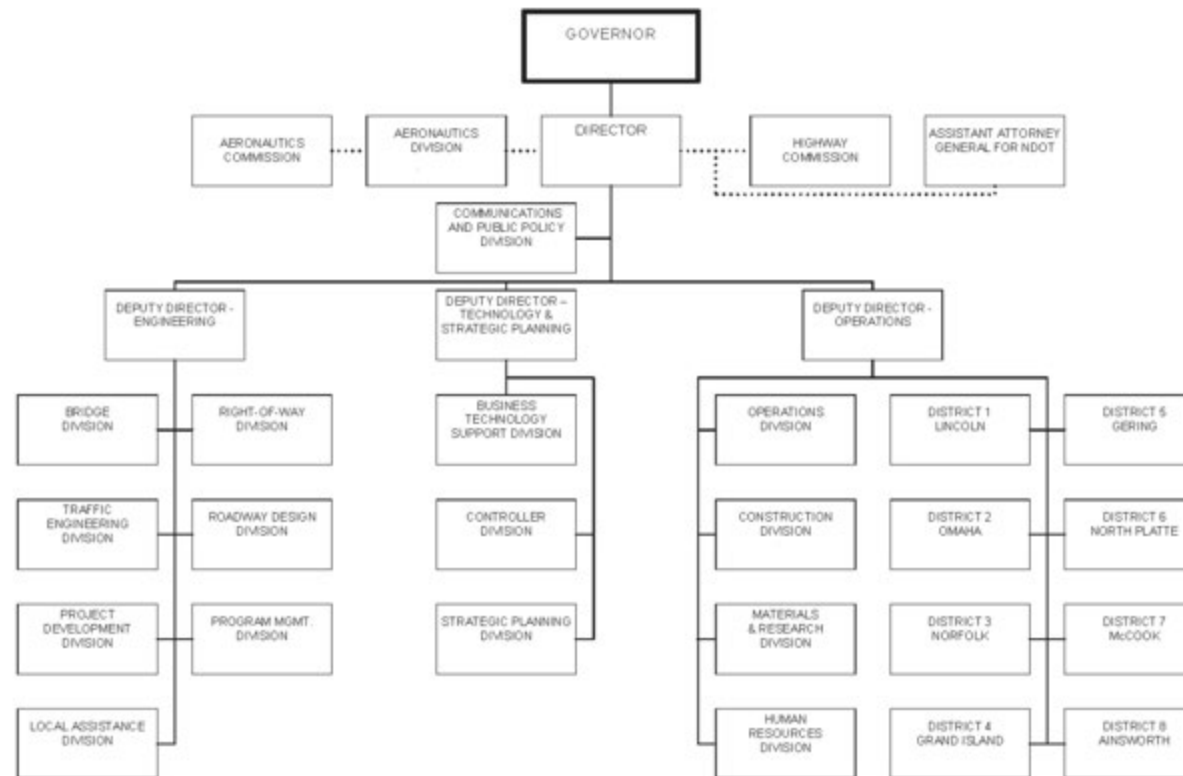 GOVERNOR
AERONAUTICS
COMMISSION
AERONAUTICS
DIVISION
DIRECTOR
HIGHWAY
COMMISSION
ASSISTANT ATTORNEY
GENERAL FOR NDOT
COMMUNICATIONS
AND PUBLIC POLICY
DIVISION
DEPUTY DIRECTOR -
ENGINEERING
DEPUTY DIRECTOR –
TECHNOLOGY &
STRATEGIC PLANNING
DEPUTY DIRECTOR -
OPERATIONS
BRIDGE
DIVISION
RIGHT-OF-WAY
DIVISION
BUSINESS
TECHNOLOGY
SUPPORT DIVISION
OPERATIONS
DIVISION
DISTRICT 1
LINCOLN
DISTRICT 5
GERING
TRAFFIC
ENGINEERING
DIVISION
ROADWAY DESIGN
DIVISION
CONTROLLER
DIVISION
CONSTRUCTION
DIVISION
DISTRICT 2
OMAHA
DISTRICT 6
NORTH PLATTE
PROJECT
DEVELOPMENT
DIVISION
PROGRAM MGMT.
DIVISION
STRATEGIC PLANNING
DIVISION
MATERIALS
& RESEARCH
DIVISION
DISTRICT 3
NORFOLK
DISTRICT 7
McCOOK
LOCAL ASSISTANCE
DIVISION
HUMAN
RESOURCES
DIVISION
DISTRICT 4
GRAND ISLAND
DISTRICT 8
AINSWORTH